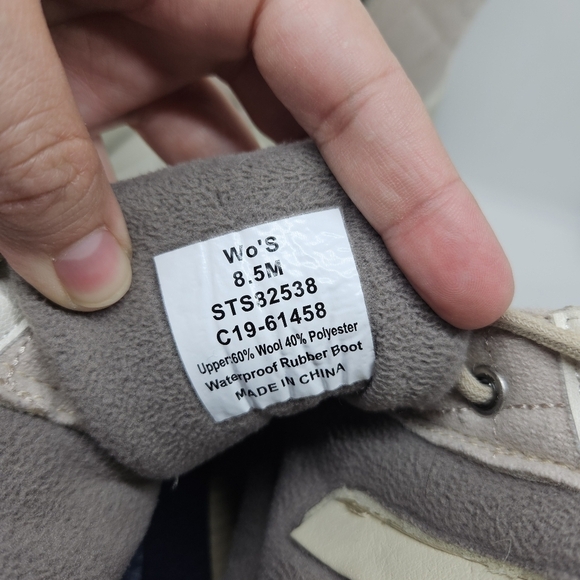 Wo'S
8.5M
STS82538
C19-61458
Upper:60% Wool 40% Polyester
Waterproof Rubber Boot
MADE IN CHINA